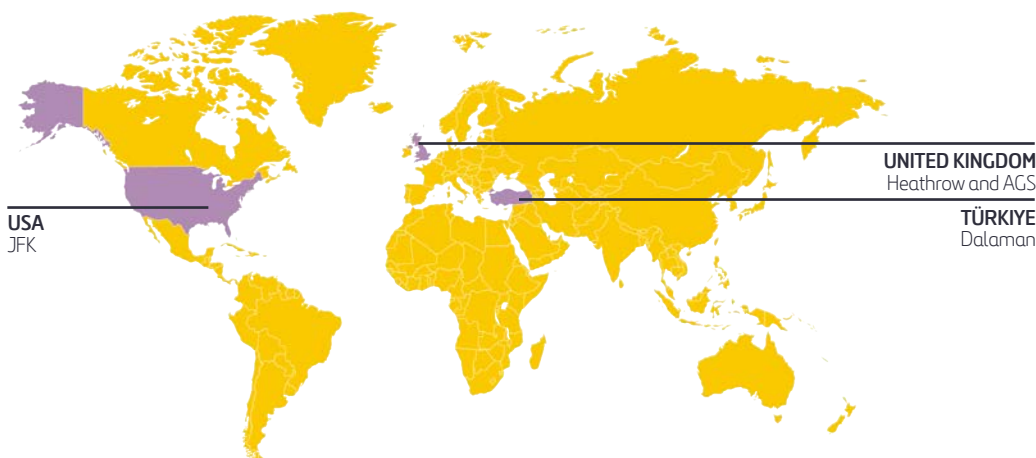 UNITED KINGDOM
Heathrow and AGS
TÜRKIYE
Dalaman
USA
JFK